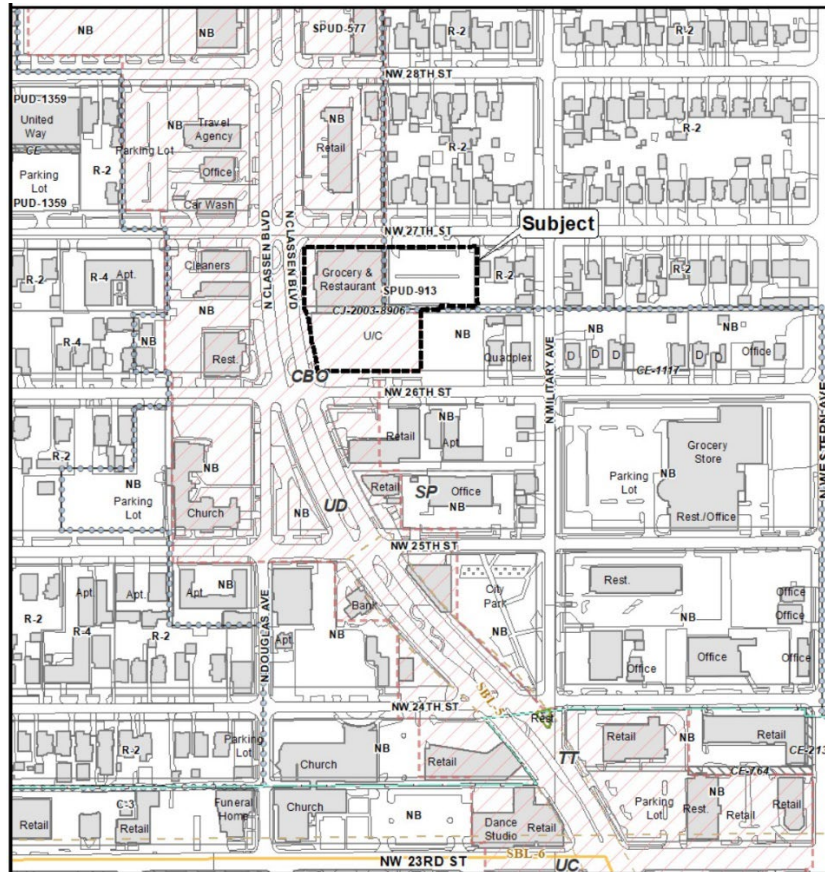 NB
NB
SPUD-577
R-2
R-2
NW 28TH ST
PUD-1359
United
Way
CE
Parking
Lot
PUD-1359
R-2
NB
Parking Lot
Travel
Agency
Office
Car Wash
NB
Retail
R-2
R-2
N CLASSEN BLVD
N CLASSEN BLVD
NW 27TH ST
Subject
R-2
R-4
Apt.
Cleaners
Grocery &
Restaurant
SPUD-913
R-2
R-2
CJ-2003-8906
R-4
NB
NB
Rest.
U/C
NB
Quadplex
N MILITARY AVE
NB
NB
D
D
D
D
Office
CE-1117
CBO
NW 26TH ST
N WESTERN AVE
R-2
NB
Parking
Lot
NB
Church
NB
UD
Retail
NB
Apt
Retail
SP
Office
NB
Parking
Lot
NB
Grocery
Store
Rest./Office
NW 25TH ST
Apt.
Apt.
Apt.
NB
R-2
R-4
R-2
N DOUGLAS AVE
Apt
Bank
NB
City
Park
NB
Rest.
NB
Office
Office
Office
Office
Office
SBL-5
NW 24TH ST
Rest.
TT
R-2
Parking
Lot
Church
NB
Retail
Retail
NB
Retail
CE-213
CE-764
C-3
Retail
Retail
Funeral
Home
Church
NB
Dance
Studio
Retail
Parking
Lot
Rest.
NB
Retail
Retail
SBL-6
NW 23RD ST
UC